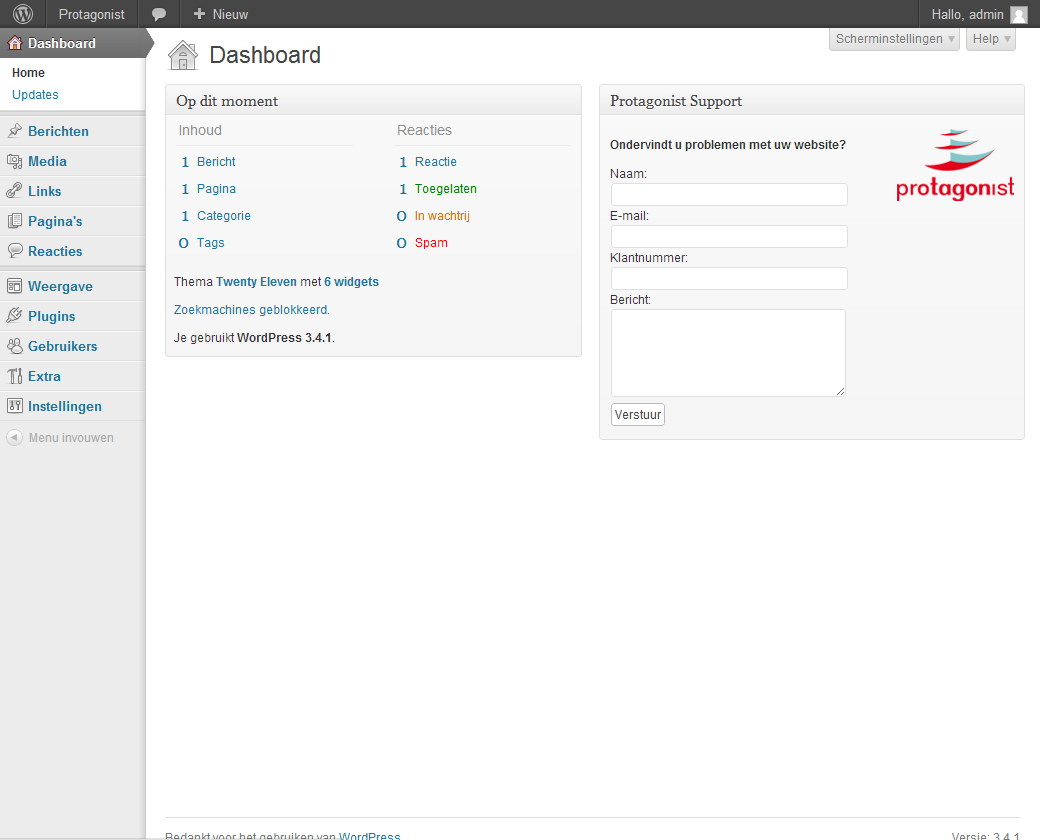 Protagonist
Nieuw
Hallo, admin
Dashboard
Home
Updates
Berichten
Media
Links
Pagina's
Reacties
Weergave
Plugins
Gebruikers
Extra
Instellingen
Menu invouwen
Scherminstellingen
Help
Dashboard
Op dit moment
Inhoud
1 Bericht
1 Pagina
1 Categorie
0 Tags
Reacties
1 Reactie
1 Toegelaten
0 In wachtrij
0 Spam
Thema Twenty Eleven met 6 widgets
Zoekmachines geblokkeerd.
Je gebruikt WordPress 3.4.1.
Protagonist Support
Ondervindt u problemen met uw website?
protagonist
Naam:
E-mail:
Klantnummer:
Bericht:
Verstuur
Bedankt voor het gebruiken van WordPress
Versie: 3.4.1